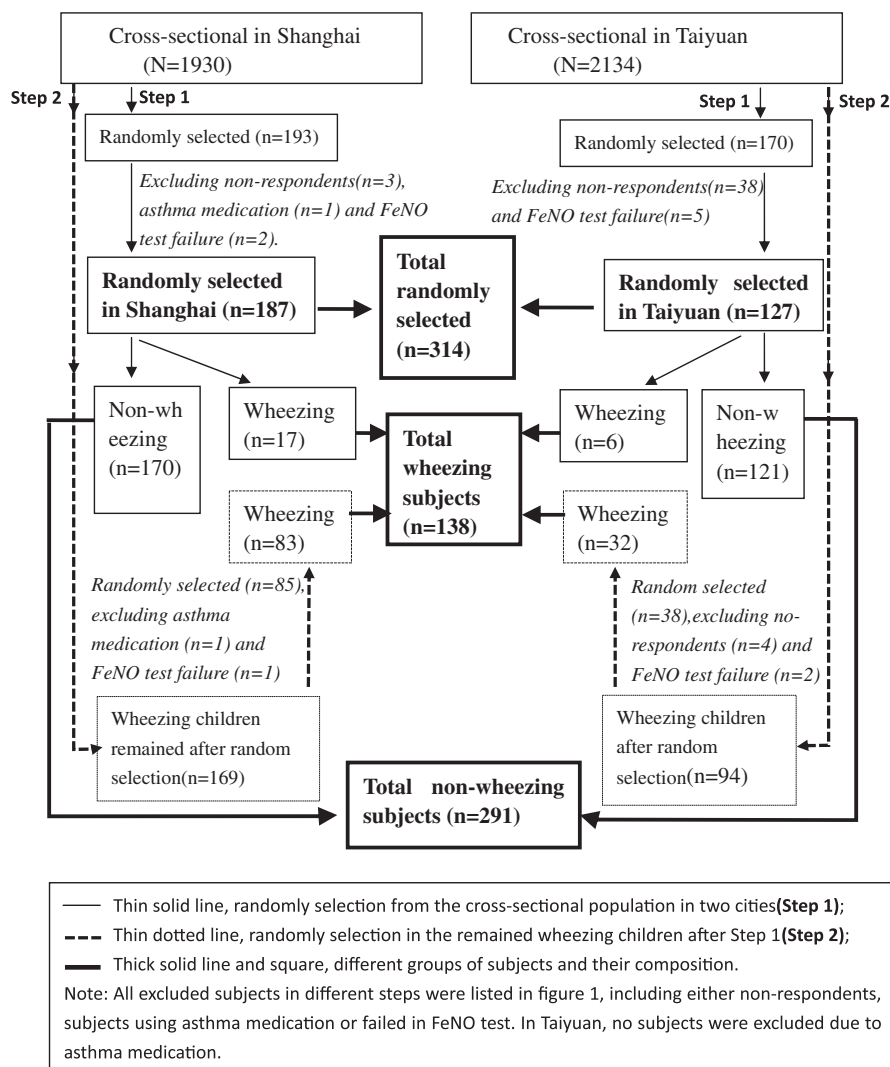 Cross-sectional in Shanghai
(N=1930)
Cross-sectional in Taiyuan
(N=2134)
Step 2
Step 1
Step 1
Step 2
Randomly selected (n=193)
Randomly selected (n=170)
Excluding non-respondents(n=3),
asthma medication (n=1) and FeNO
test failure (n=2).
Excluding non-respondents(n=38)
and FeNO test failure(n=5)
Randomly selected
in Shanghai (n=187)
Total
randomly
selected
(n=314)
Randomly selected
in Taiyuan (n=127)
Non-wh
eezing
(n=170)
Wheezing
(n=17)
Total
wheezing
subjects
(n=138)
Wheezing
(n=6)
Non-w
heezing
(n=121)
Wheezing
(n=83)
Wheezing
(n=32)
Randomly selected (n=85),
excluding asthma
medication (n=1) and
FeNO test failure (n=1)
Random selected
(n=38),excluding no-
respondents (n=4) and
FeNO test failure (n=2)
Wheezing children
remained after random
selection(n=169)
Wheezing children
after random
selection(n=94)
Total non-wheezing
subjects (n=291)
Thin solid line, randomly selection from the cross-sectional population in two cities(Step 1);
Thin dotted line, randomly selection in the remained wheezing children after Step 1(Step 2);
Thick solid line and square, different groups of subjects and their composition.
Note: All excluded subjects in different steps were listed in figure 1, including either non-respondents,
subjects using asthma medication or failed in FeNO test. In Taiyuan, no subjects were excluded due to
asthma medication.